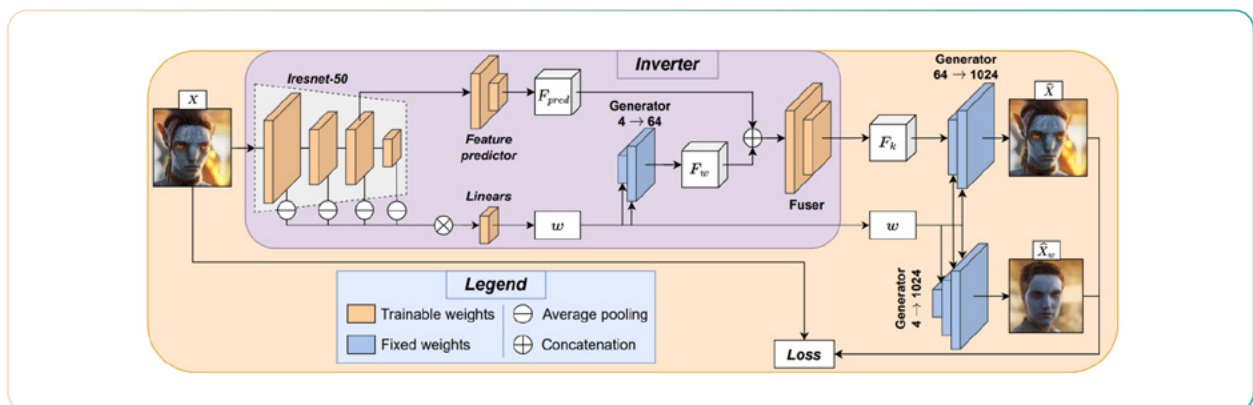 Inverter
Iresnet-50
X
F_pred
Feature
predictor
Generator
4 → 64
F_w
Fuser
F_k
Generator
64 → 1024
X̂
Linears
w
w
Generator
4 → 1024
X̂_w
Legend
Trainable weights
Average pooling
Fixed weights
Concatenation
Loss